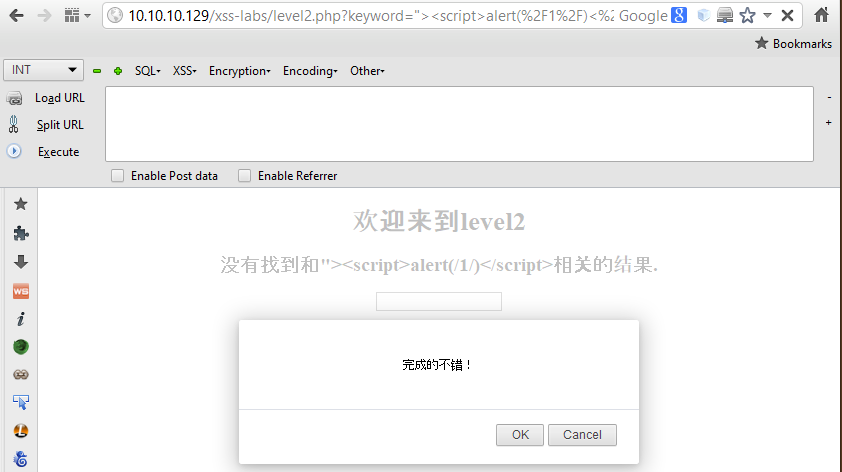 10.10.10.129/xss-labs/level2.php?keyword="><script>alert(%2F1%2F)<%2 Google
Bookmarks
INT SQL XSS Encryption Encoding Other
Load URL
Split URL
Execute
Enable Post data Enable Referrer
欢迎来到level2
没有找到和"><script>alert(/1/)</script>相关的结果.
完成的不错！
OK Cancel